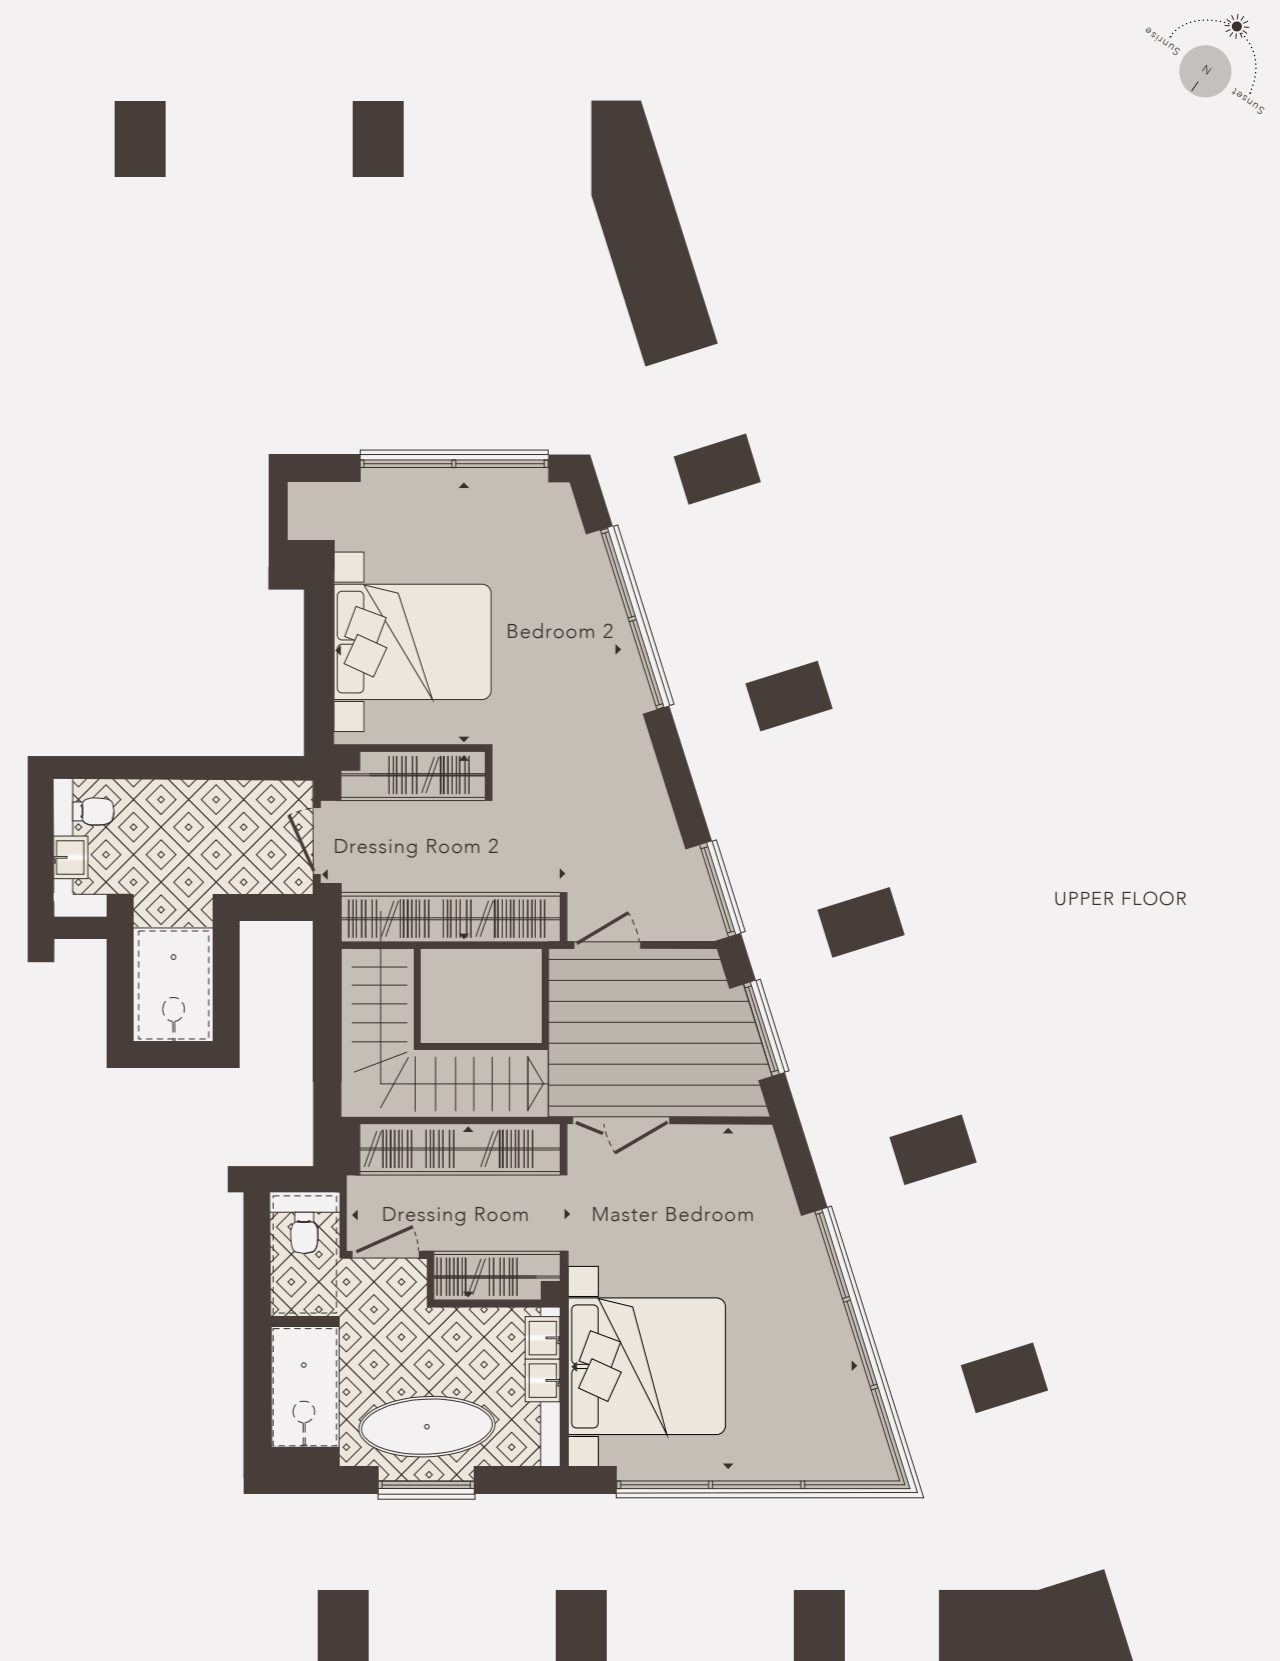 Sunrise
N
Sunset
Bedroom 2
Dressing Room 2
UPPER FLOOR
Dressing Room
Master Bedroom